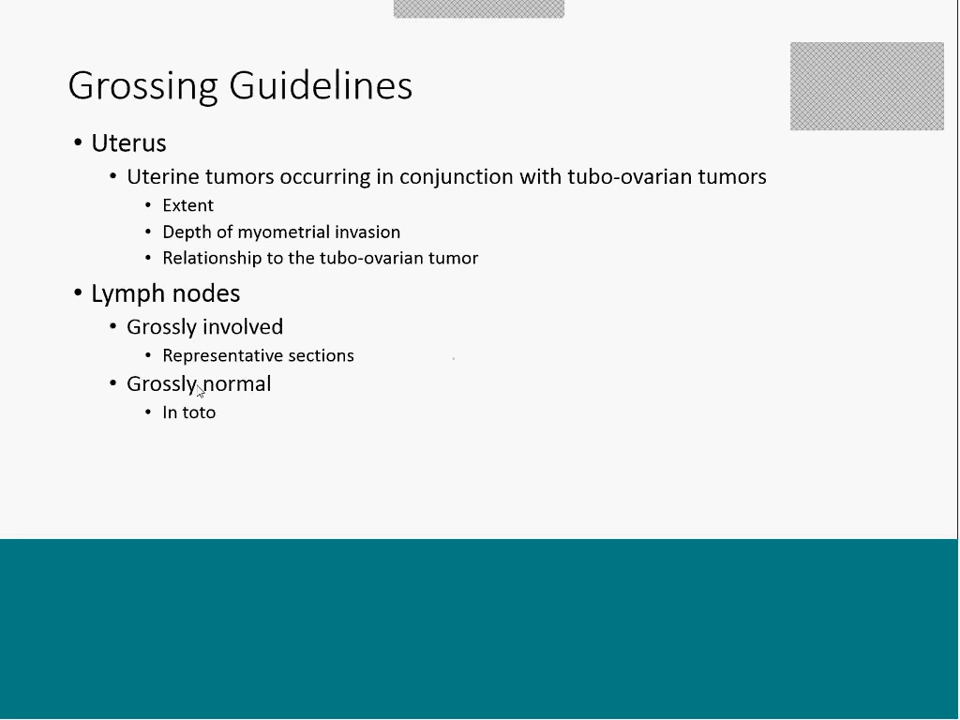 Grossing Guidelines
• Uterus
• Uterine tumors occurring in conjunction with tubo-ovarian tumors
• Extent
• Depth of myometrial invasion
• Relationship to the tubo-ovarian tumor
• Lymph nodes
• Grossly involved
• Representative sections
• Grossly normal
• In toto